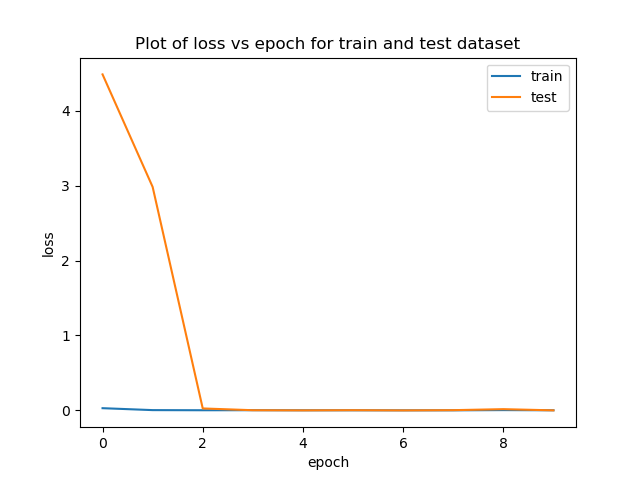 Plot of loss vs epoch for train and test dataset
train
test
4
3
2
1
0
loss
0 2 4 6 8
epoch